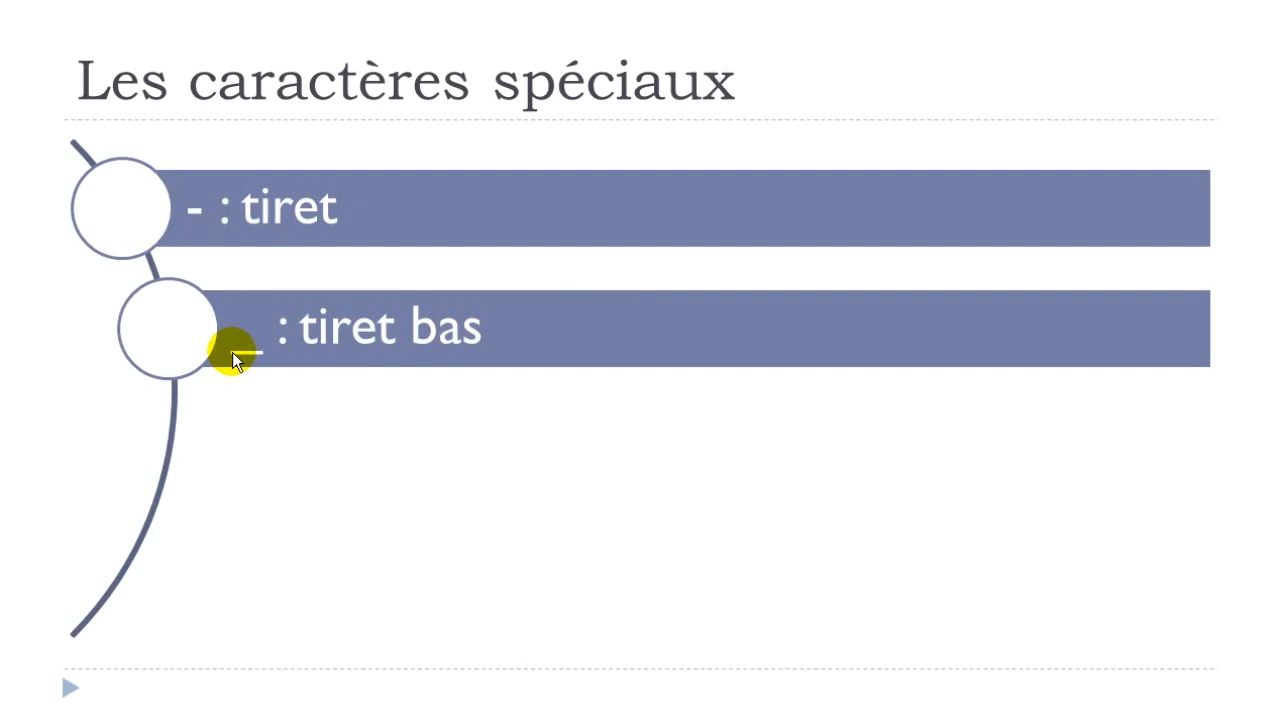 Les caractères spéciaux
- : tiret
_ : tiret bas